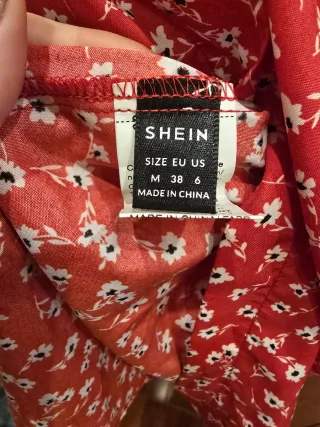 SHEIN
SIZE EU US
M 38 6
MADE IN CHINA